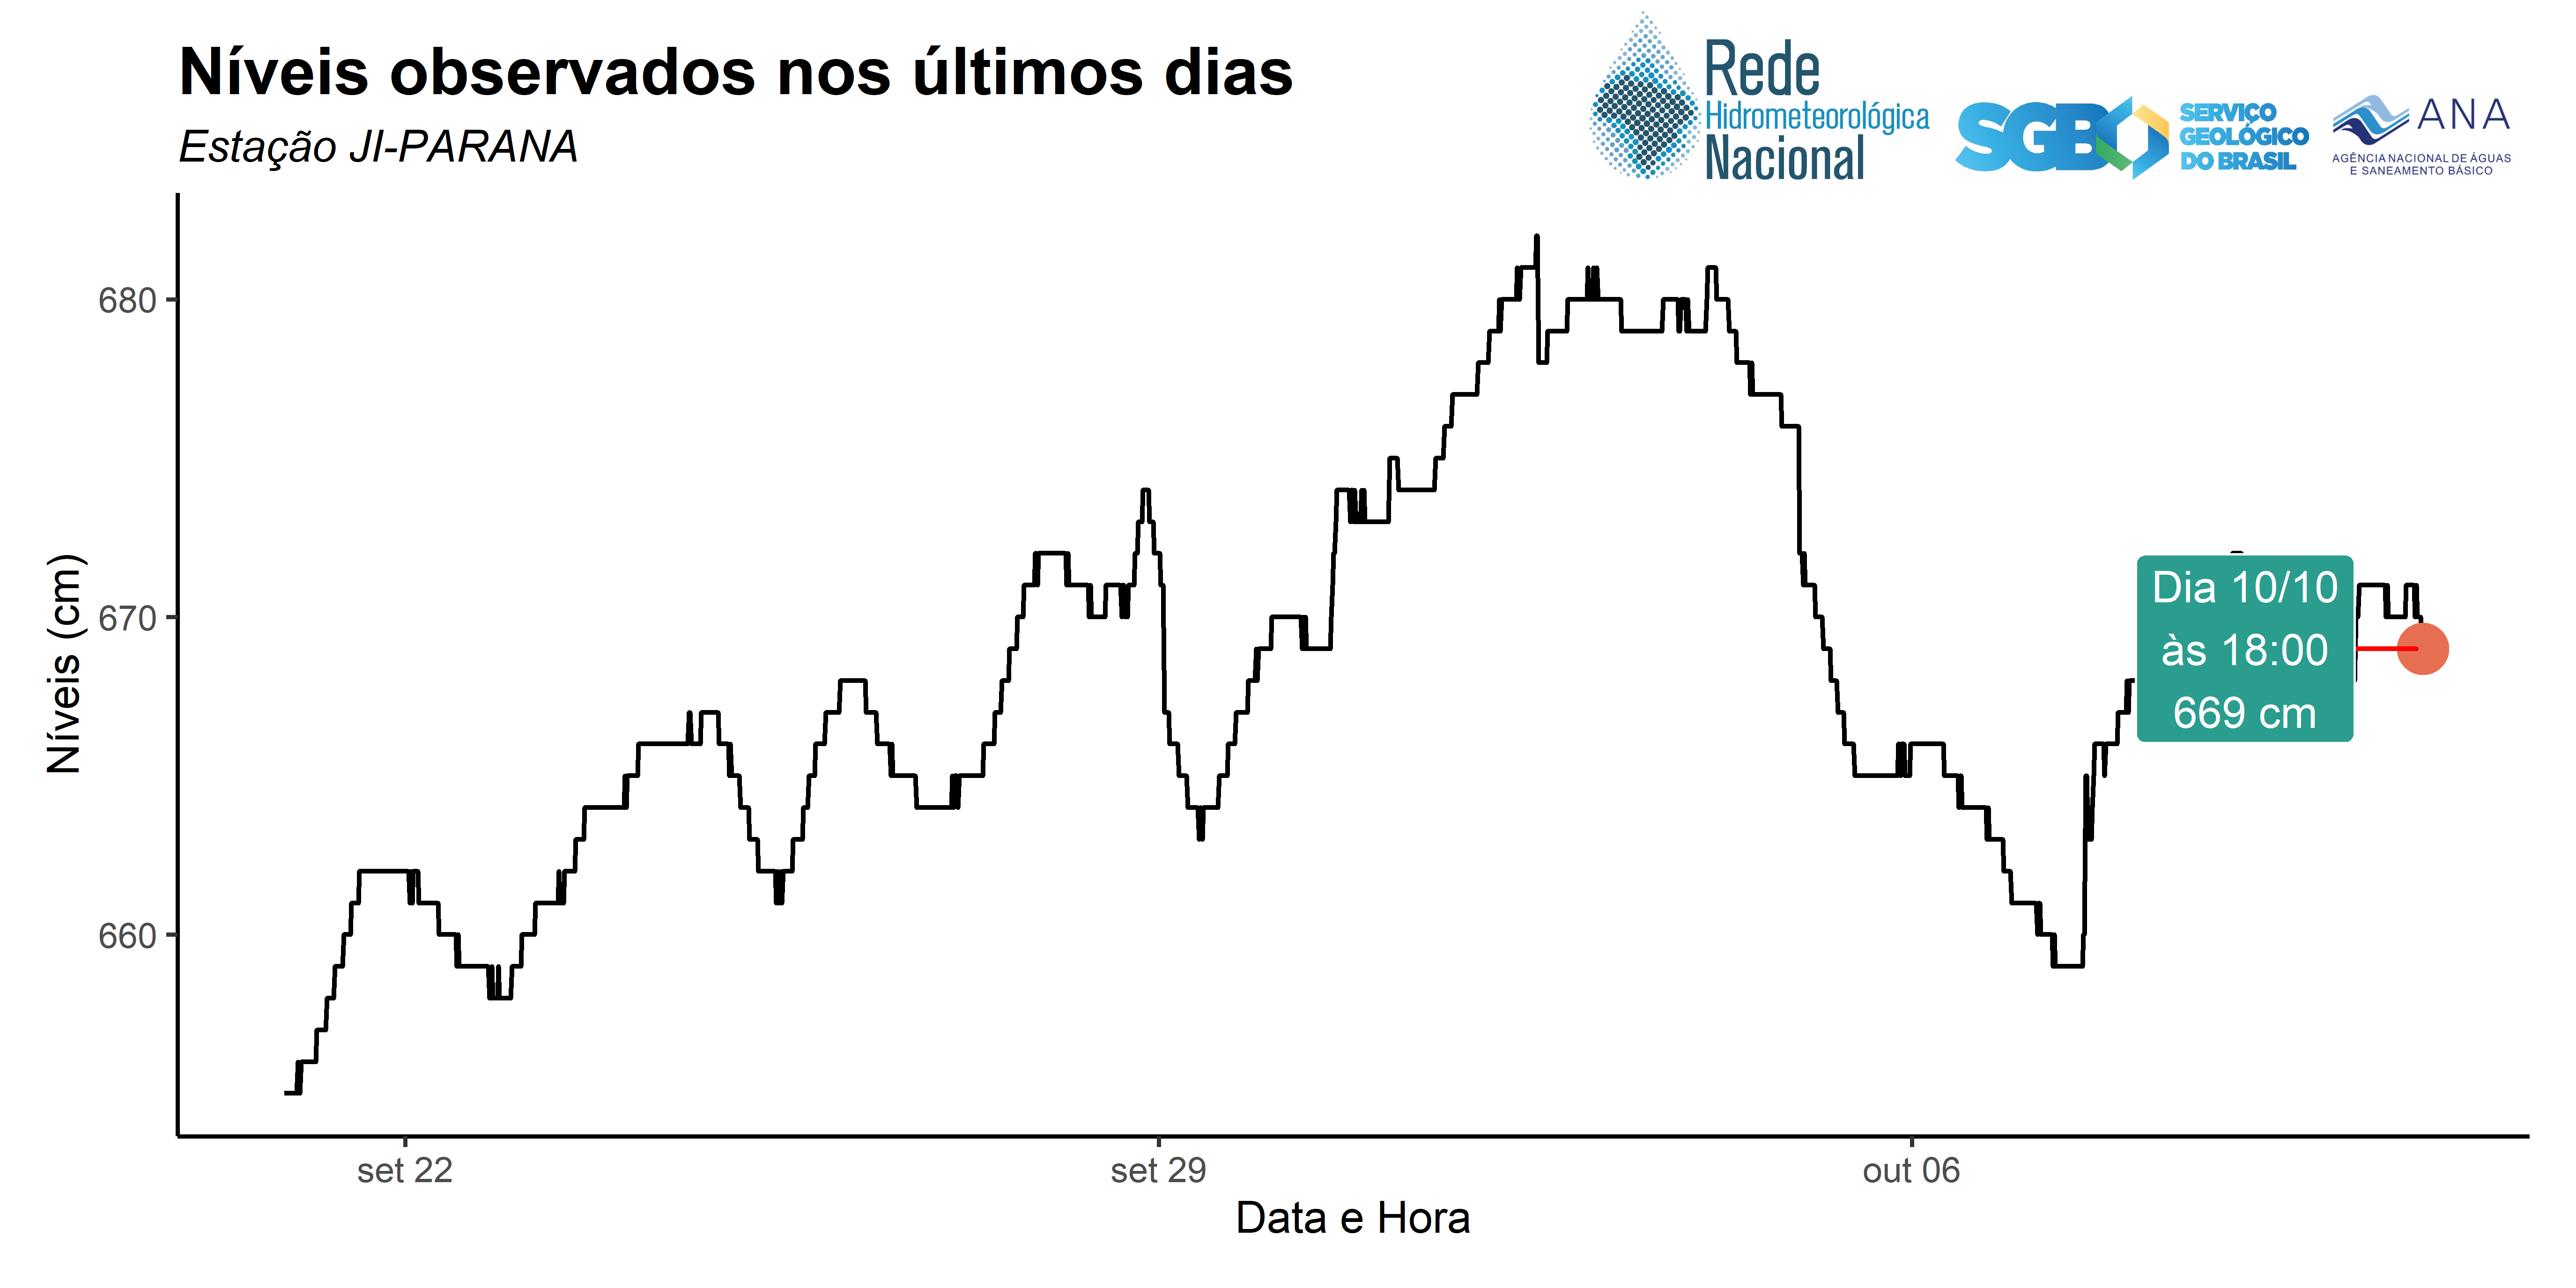 Níveis observados nos últimos dias
Estação JI-PARANA
Rede
Hidrometeorológica
Nacional
SGB
SERVIÇO
GEOLÓGICO
DO BRASIL
ANA
AGÊNCIA NACIONAL DE ÁGUAS
E SANEAMENTO BÁSICO
Níveis (cm)
680
670
660
Dia 10/10
às 18:00
669 cm
set 22
set 29
out 06
Data e Hora